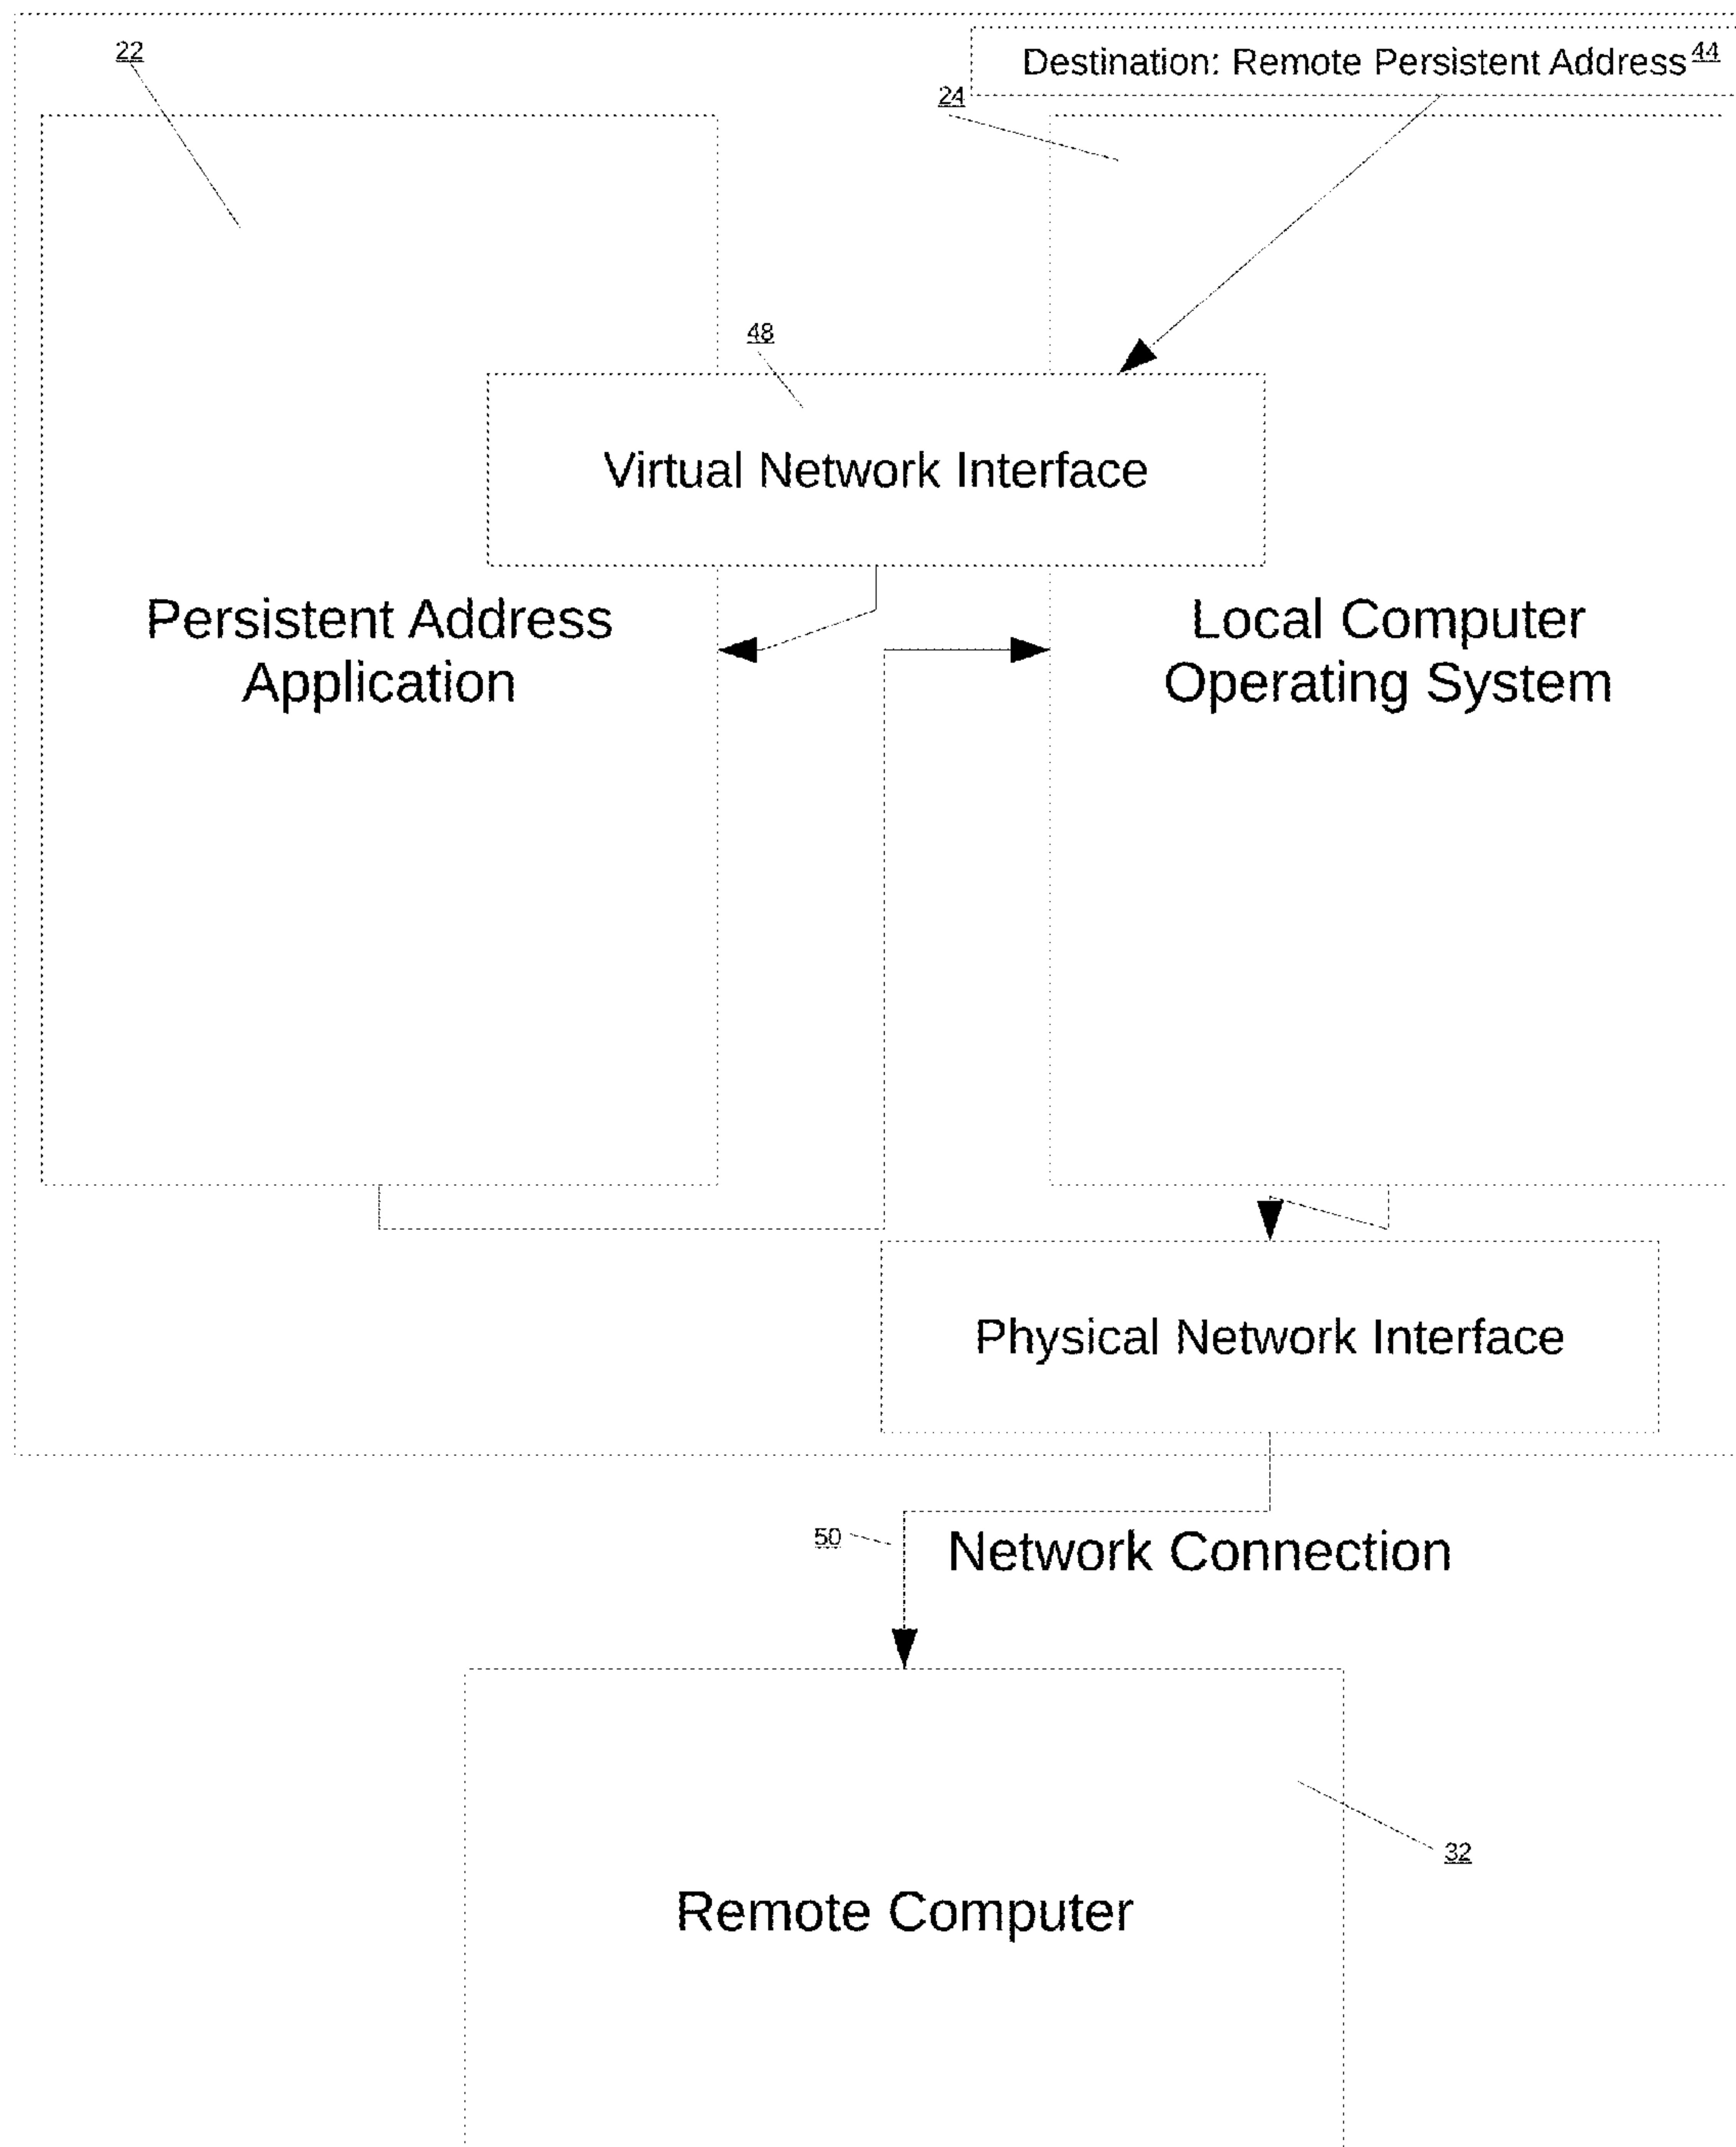 22
Destination: Remote Persistent Address 44
24
48
Virtual Network Interface
Persistent Address
Application
Local Computer
Operating System
Physical Network Interface
50
Network Connection
32
Remote Computer